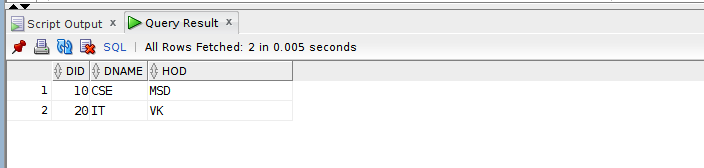 Script Output x Query Result x
SQL | All Rows Fetched: 2 in 0.005 seconds
DID DNAME HOD
1 10 CSE MSD
2 20 IT VK